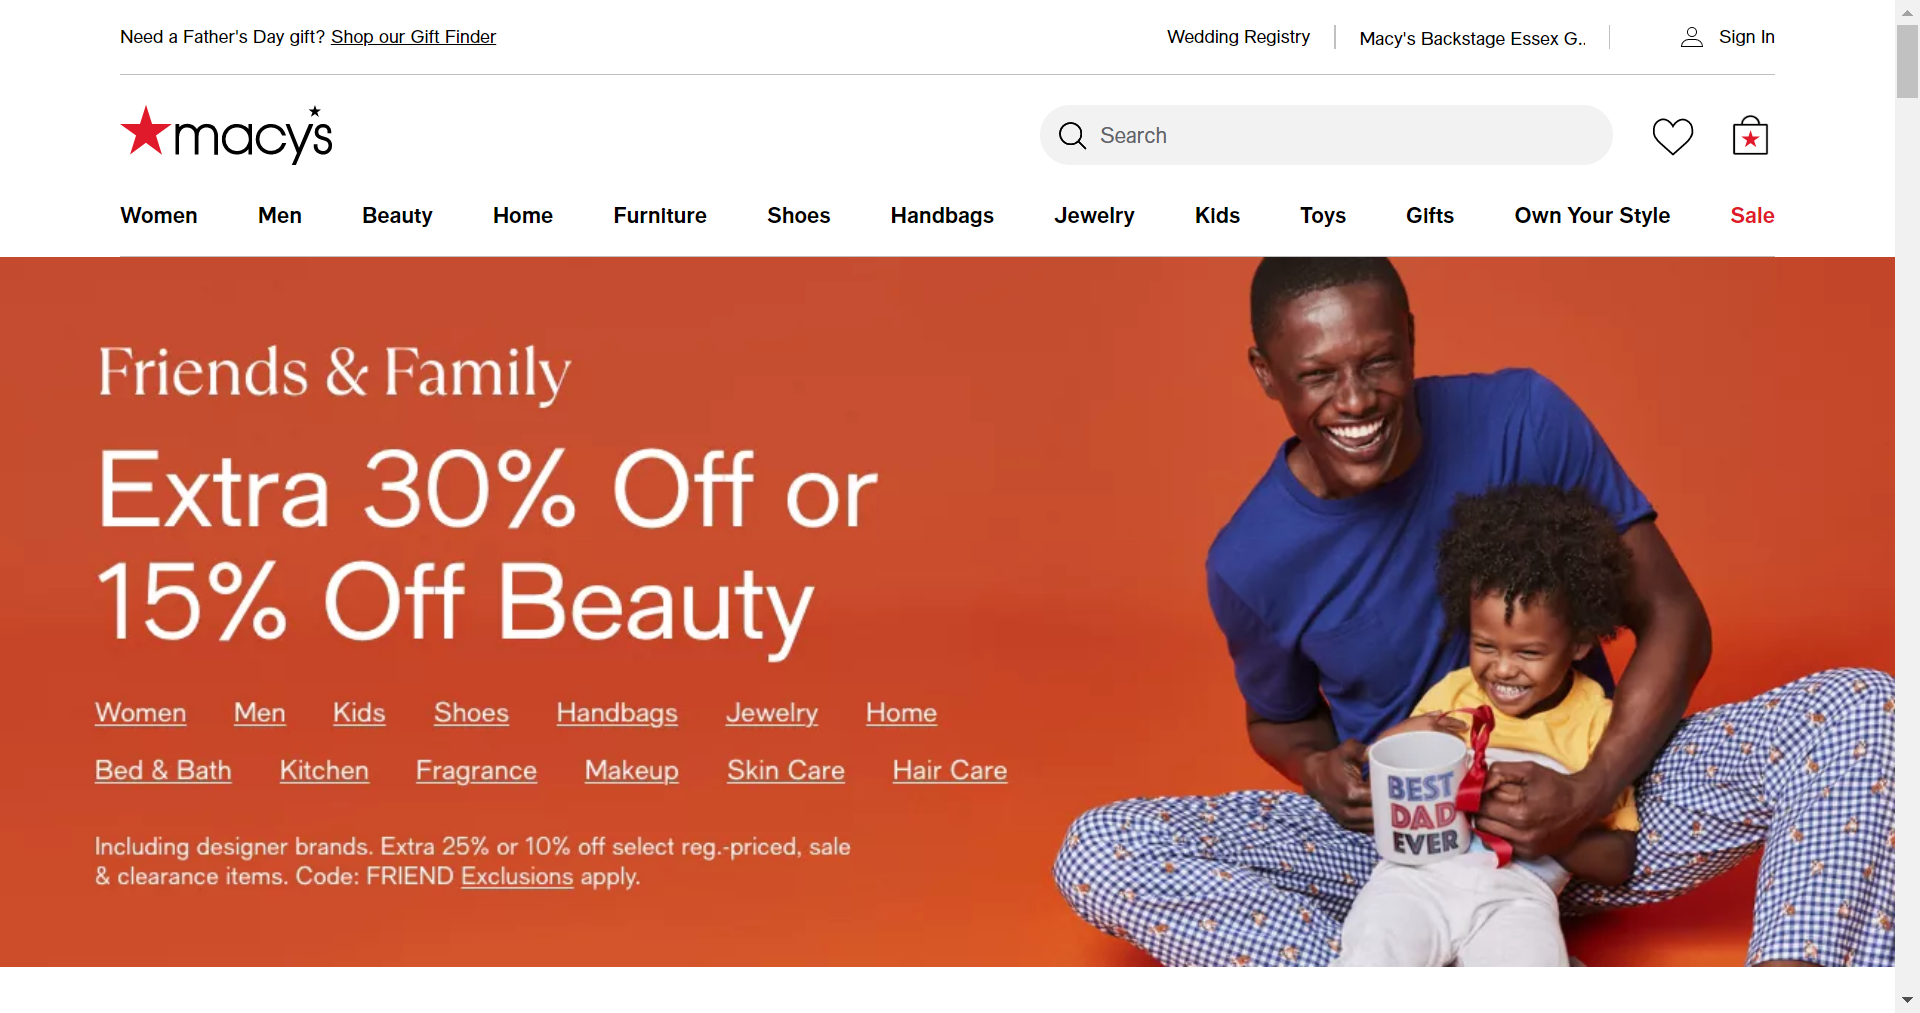 Need a Father's Day gift? Shop our Gift Finder
Wedding Registry
Macy's Backstage Essex G..
Sign In
macy's
Search
Women Men Beauty Home Furniture Shoes Handbags Jewelry Kids Toys Gifts Own Your Style Sale
Friends & Family
Extra 30% Off or
15% Off Beauty
Women Men Kids Shoes Handbags Jewelry Home
Bed & Bath Kitchen Fragrance Makeup Skin Care Hair Care
Including designer brands. Extra 25% or 10% off select reg.-priced, sale
& clearance items. Code: FRIEND Exclusions apply.
BEST
DAD
EVER